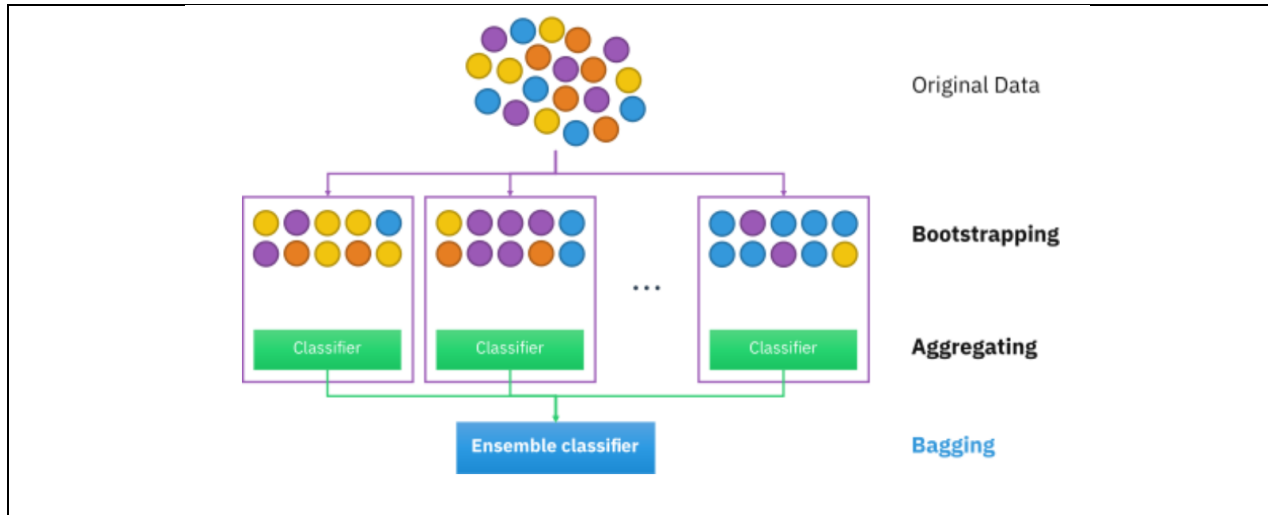 Original Data
Bootstrapping
...
Classifier
Classifier
Classifier
Aggregating
Ensemble classifier
Bagging